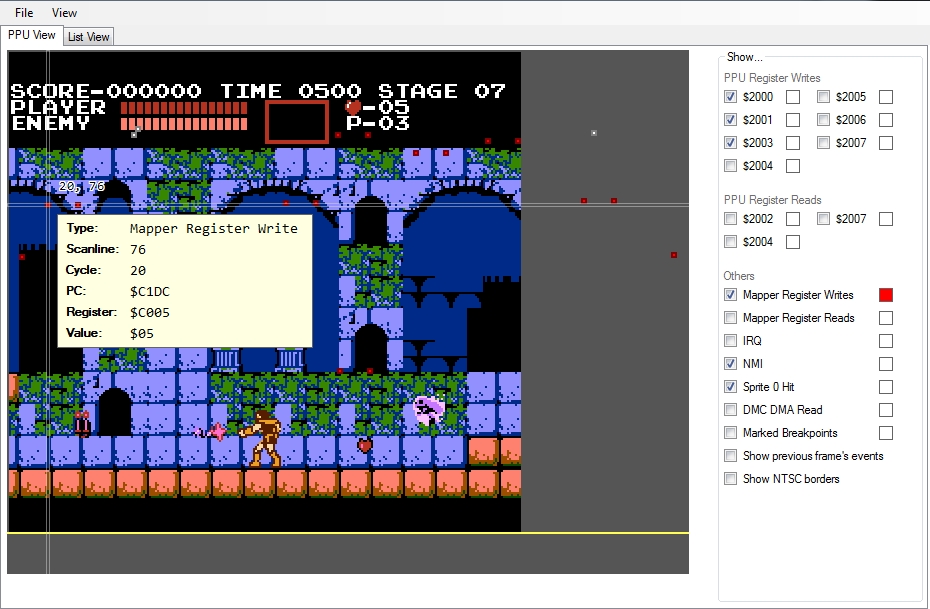 File View
PPU View List View
SCORE-000000 TIME 0500 STAGE 07
PLAYER -05
ENEMY P-03
20, 76
Type: Mapper Register Write
Scanline: 76
Cycle: 20
PC: $C1DC
Register: $C005
Value: $05
Show...
PPU Register Writes
$2000 $2005
$2001 $2006
$2003 $2007
$2004
PPU Register Reads
$2002 $2007
$2004
Others
Mapper Register Writes
Mapper Register Reads
IRQ
NMI
Sprite 0 Hit
DMC DMA Read
Marked Breakpoints
Show previous frame's events
Show NTSC borders